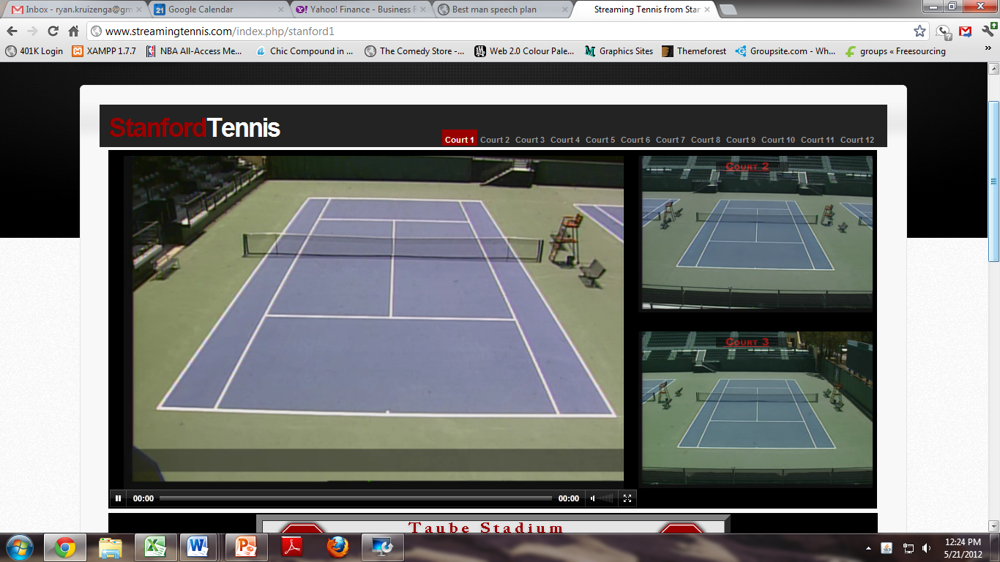 Inbox - ryan.kruizenga@gm
21 Google Calendar
Yahoo! Finance - Business F
Best man speech plan
Streaming Tennis from Star
www.streamingtennis.com/index.php/stanford1
401K Login
XAMPP 1.7.7
NBA All-Access Me...
Chic Compound in ...
The Comedy Store -...
Web 2.0 Colour Pale...
Graphics Sites
Themeforest
Groupsite.com - Wh...
groups « Freesourcing
»
StanfordTennis
Court 1 Court 2 Court 3 Court 4 Court 5 Court 6 Court 7 Court 8 Court 9 Court 10 Court 11 Court 12
Court 2
Court 3
00:00 00:00
Taube Stadium
12:24 PM
5/21/2012